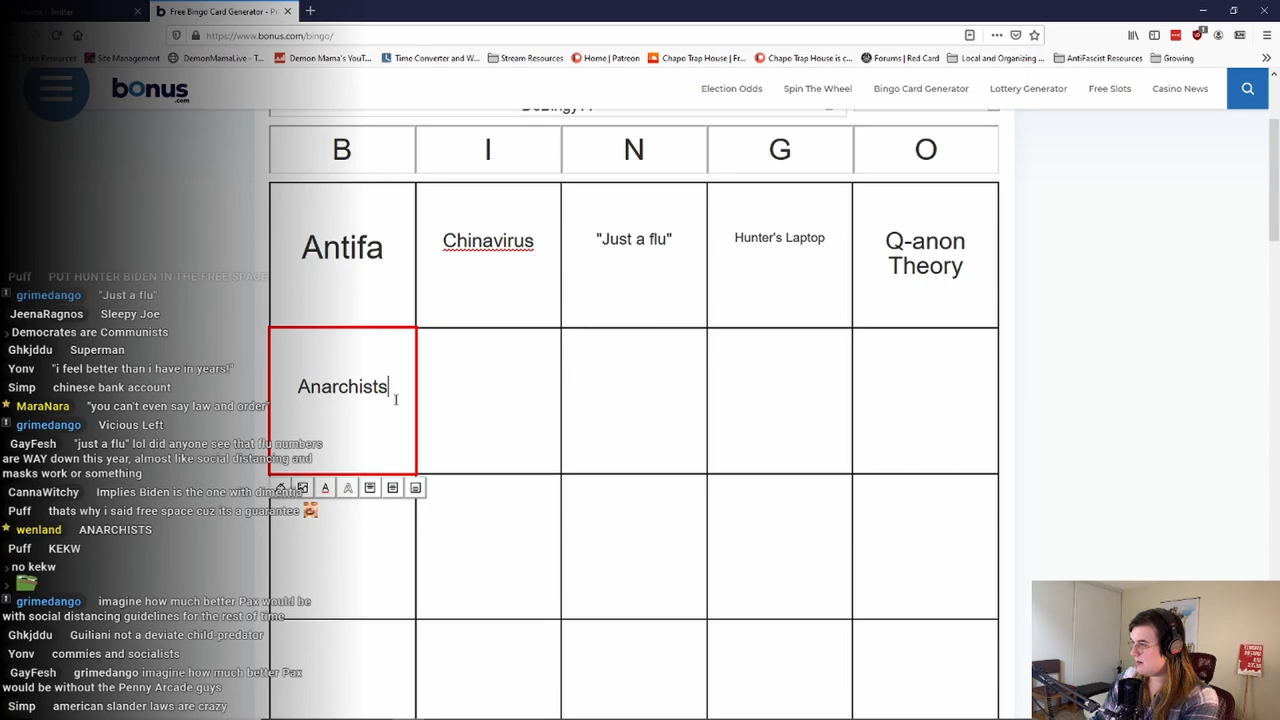 Home / Twitter
Free Bingo Card Generator - P
https://www.bonus.com/bingo/
Train Resources
Site Management
DemonMamaLive - T...
Demon Mama's YouT...
Time Converter and W...
Stream Resources
Home | Patreon
Chapo Trap House | Fr...
Chapo Trap House is c...
Forums | Red Card
Local and Organizing ...
AntiFascist Resources
Growing
bonus
.com
Election Odds
Spin The Wheel
Bingo Card Generator
Lottery Generator
Free Slots
Casino News
B I N G O
Antifa
Chinavirus
"Just a flu"
Hunter's Laptop
Q-anon
Theory
Anarchists
Puff PUT HUNTER BIDEN IN THE FREE SPACE
grimedango "Just a flu"
JeenaRagnos Sleepy Joe
Democrats are Communists
Ghkjddu Superman
Yonv "i feel better than i have in years!"
Simp chinese bank account
MaraNara "you can't even say law and order"
grimedango Vicious Left
GayFesh "just a flu" lol did anyone see that flu numbers
are WAY down this year, almost like social distancing and
masks work or something
CannaWitchy Implies Biden is the one with dimentia
Puff thats why i said free space cuz its a guarantee
wenland ANARCHISTS
Puff KEKW
no kekw
grimedango imagine how much better Pax would be
with social distancing guidelines for the rest of time
Ghkjddu Guiliani not a deviate child-predator
Yonv commies and socialists
GayFesh grimedango imagine how much better Pax
would be without the Penny Arcade guys
Simp american slander laws are crazy